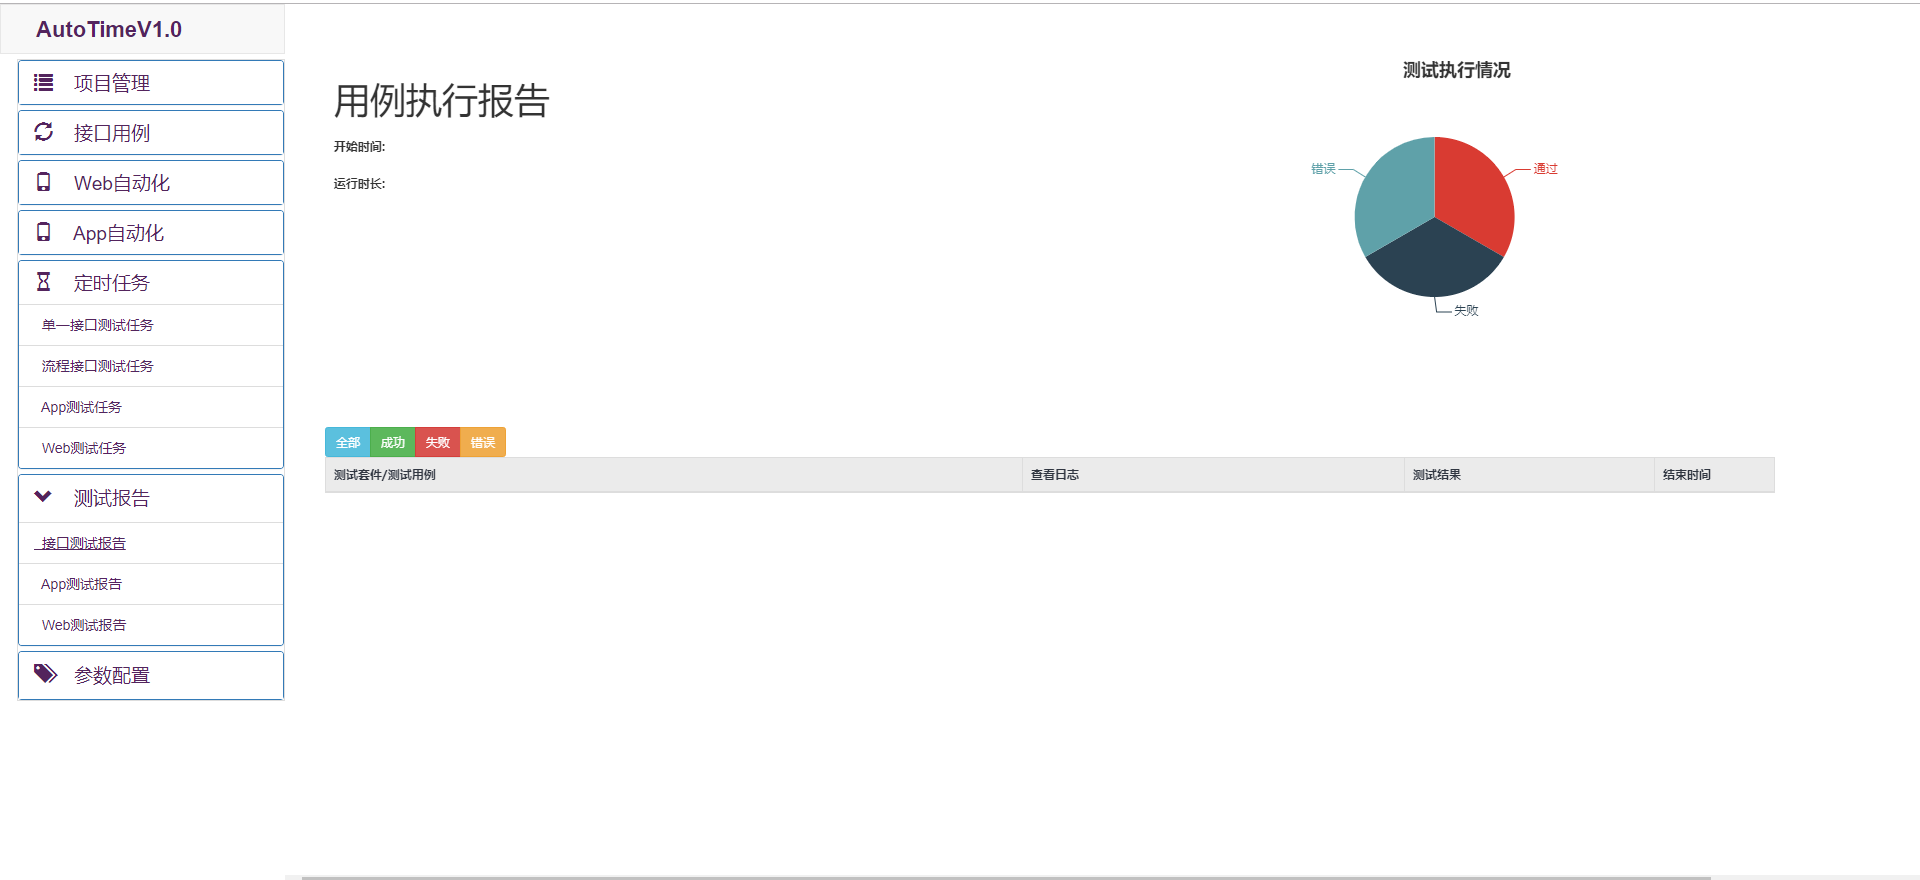 AutoTimeV1.0
项目管理
接口用例
Web自动化
App自动化
定时任务
单一接口测试任务
流程接口测试任务
App测试任务
Web测试任务
测试报告
接口测试报告
App测试报告
Web测试报告
参数配置
用例执行报告
开始时间:
运行时长:
测试执行情况
错误
通过
失败
全部 成功 失败 错误
测试套件/测试用例 查看日志 测试结果 结束时间